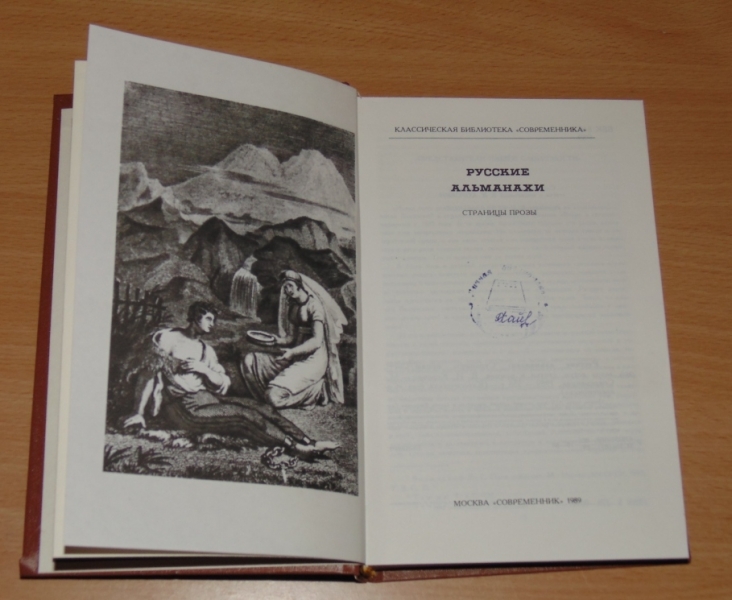 КЛАССИЧЕСКАЯ БИБЛИОТЕКА «СОВРЕМЕННИКА»
РУССКИЕ
АЛЬМАНАХИ
СТРАНИЦЫ ПРОЗЫ
МОСКВА «СОВРЕМЕННИК» 1989